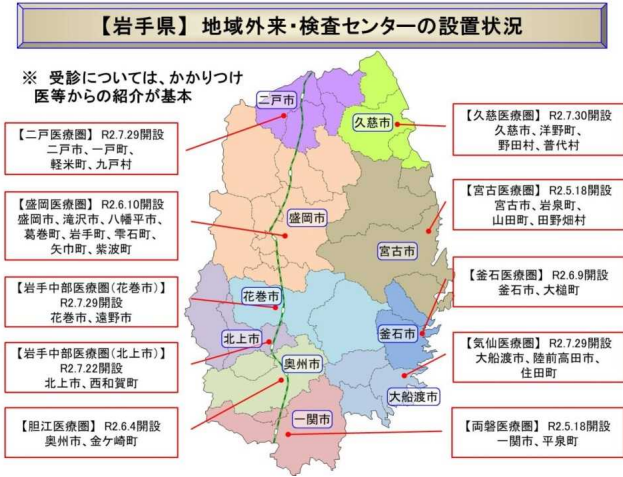 【岩手県】 地域外来・検査センターの設置状況
※ 受診については、かかりつけ
医等からの紹介が基本
【二戸医療圏】 R2.7.29開設
二戸市、一戸町、
軽米町、九戸村
【盛岡医療圏】 R2.6.10開設
盛岡市、滝沢市、八幡平市、
葛巻町、岩手町、雫石町、
矢巾町、紫波町
【岩手中部医療圏(花巻市)】
R2.7.29開設
花巻市、遠野市
【岩手中部医療圏(北上市)】
R2.7.22開設
北上市、西和賀町
【胆江医療圏】 R2.6.4開設
奥州市、金ケ崎町
二戸市
久慈市
盛岡市
宮古市
花巻市
北上市
釜石市
奥州市
大船渡市
一関市
【久慈医療圏】 R2.7.30開設
久慈市、洋野町、
野田村、普代村
【宮古医療圏】 R2.5.18開設
宮古市、岩泉町、
山田町、田野畑村
【釜石医療圏】 R2.6.9開設
釜石市、大槌町
【気仙医療圏】 R2.7.29開設
大船渡市、陸前高田市、
住田町
【両磐医療圏】 R2.5.18開設
一関市、平泉町